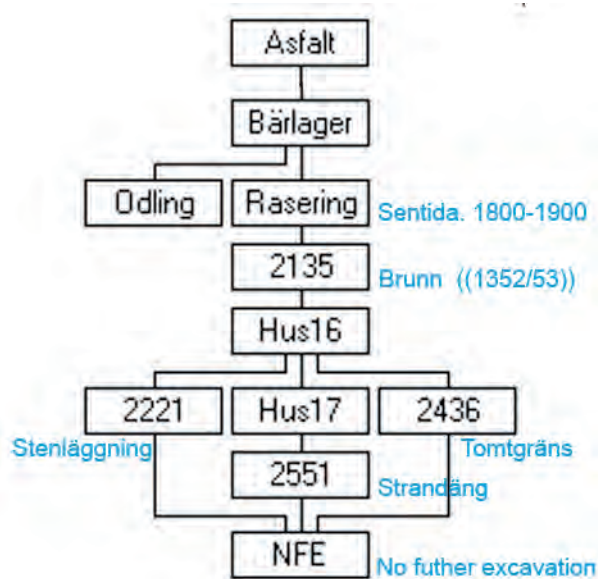 Asfalt
Bärlager
Odling Rasering Sentida. 1800-1900
2135 Brunn ((1352/53))
Hus16
2221 Hus17 2436
Stenläggning Tomtgräns
2551 Strandäng
NFE No futher excavation